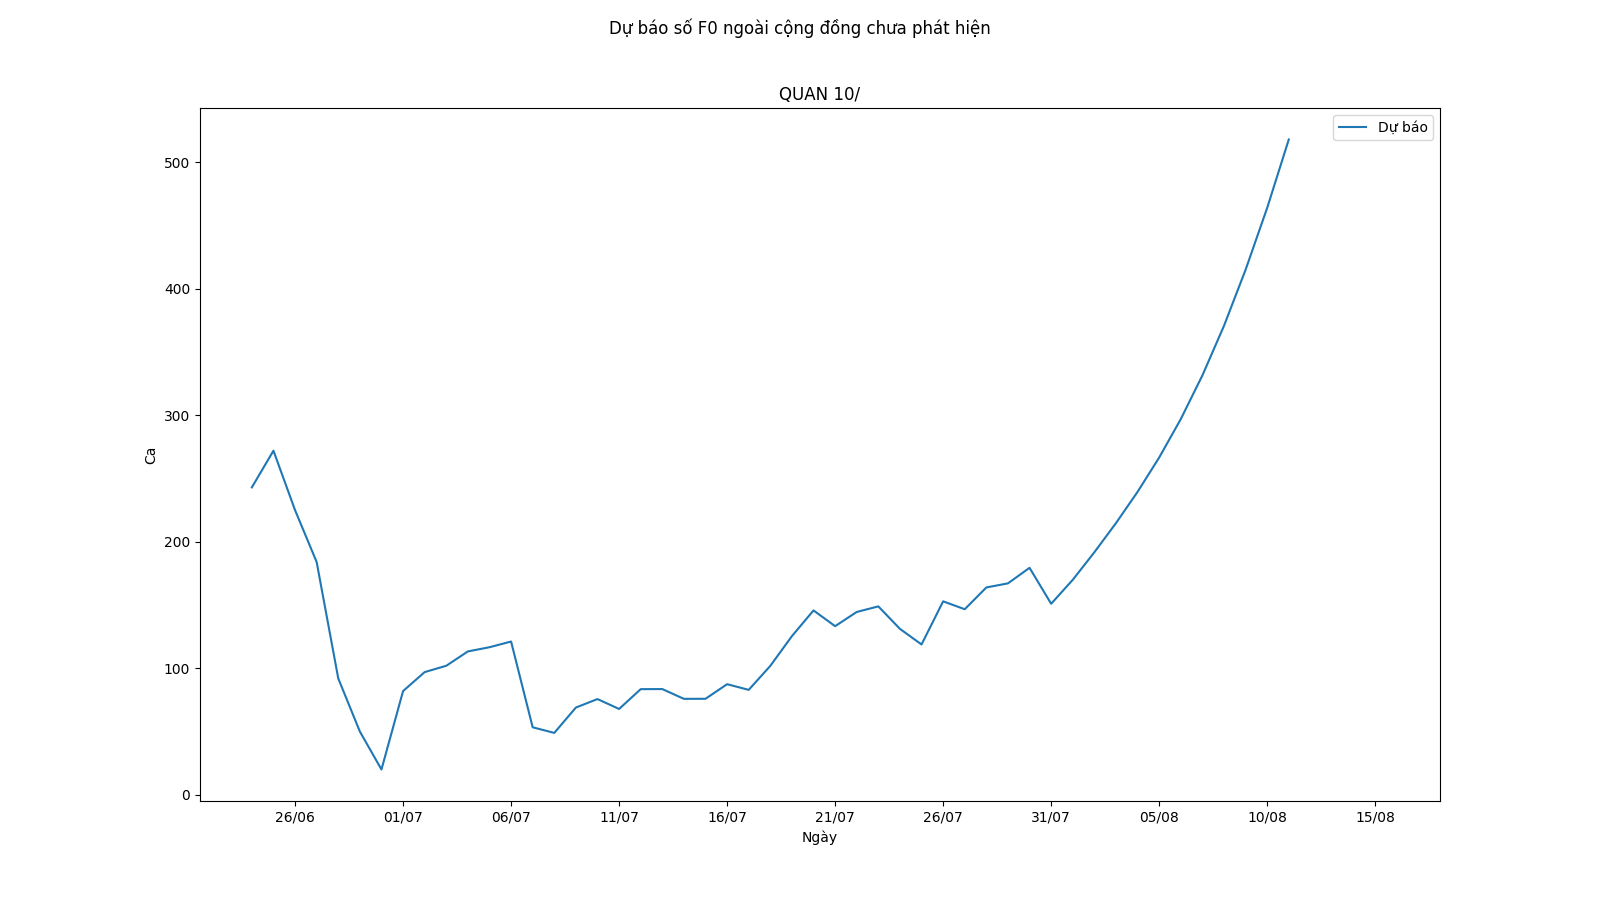 Dự báo số F0 ngoài cộng đồng chưa phát hiện
QUAN 10/
Dự báo
500
400
300
200
100
0
Ca
26/06 01/07 06/07 11/07 16/07 21/07 26/07 31/07 05/08 10/08 15/08
Ngày